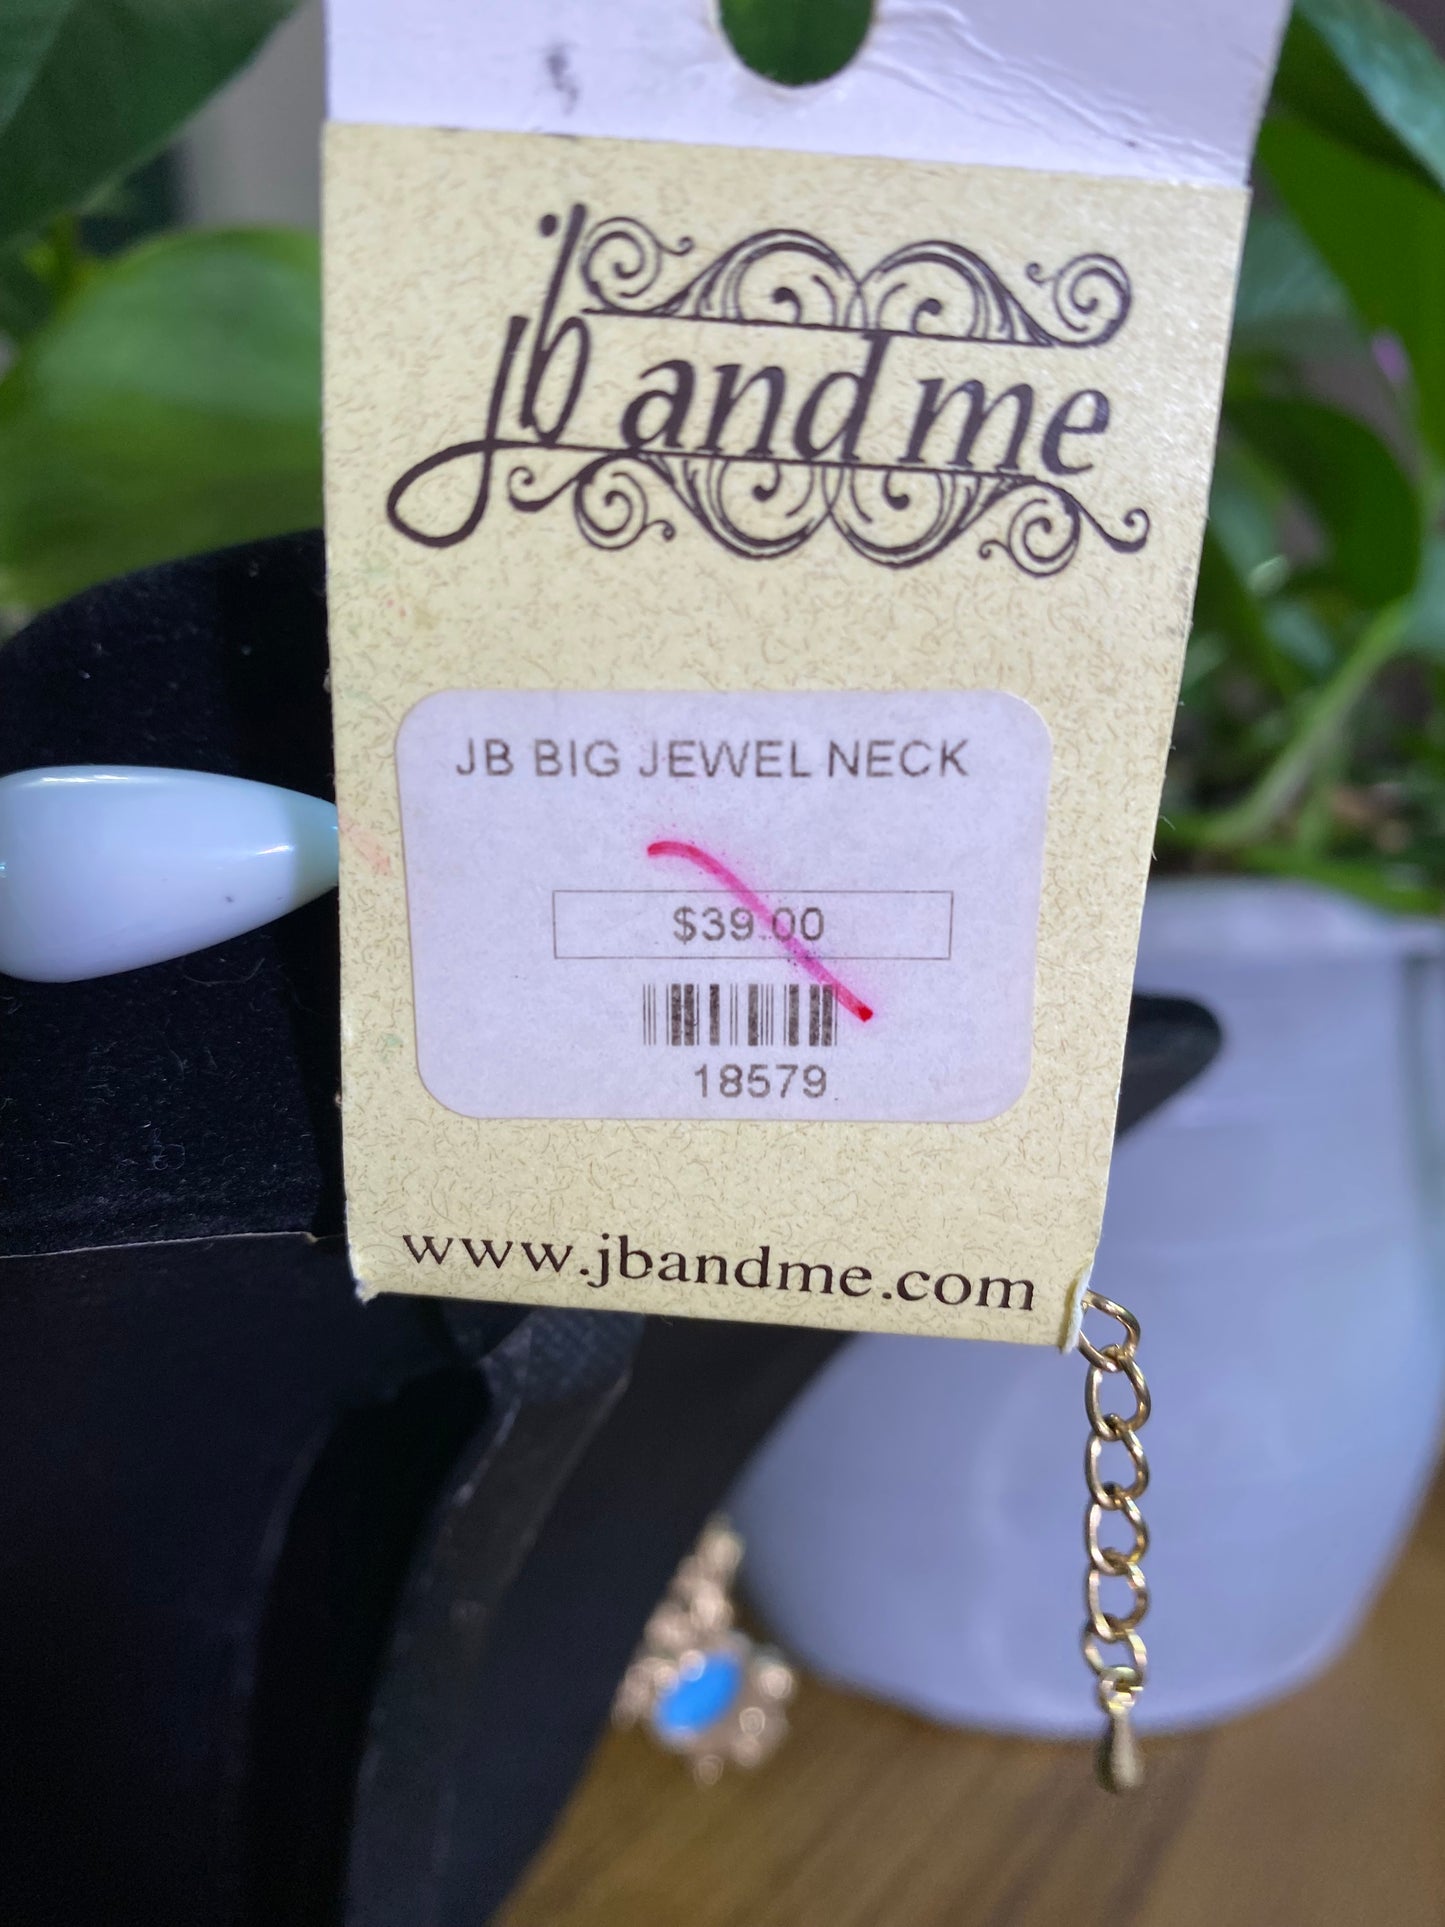 jb and me
JB BIG JEWEL NECK
$39.00
18579
www.jbandme.com